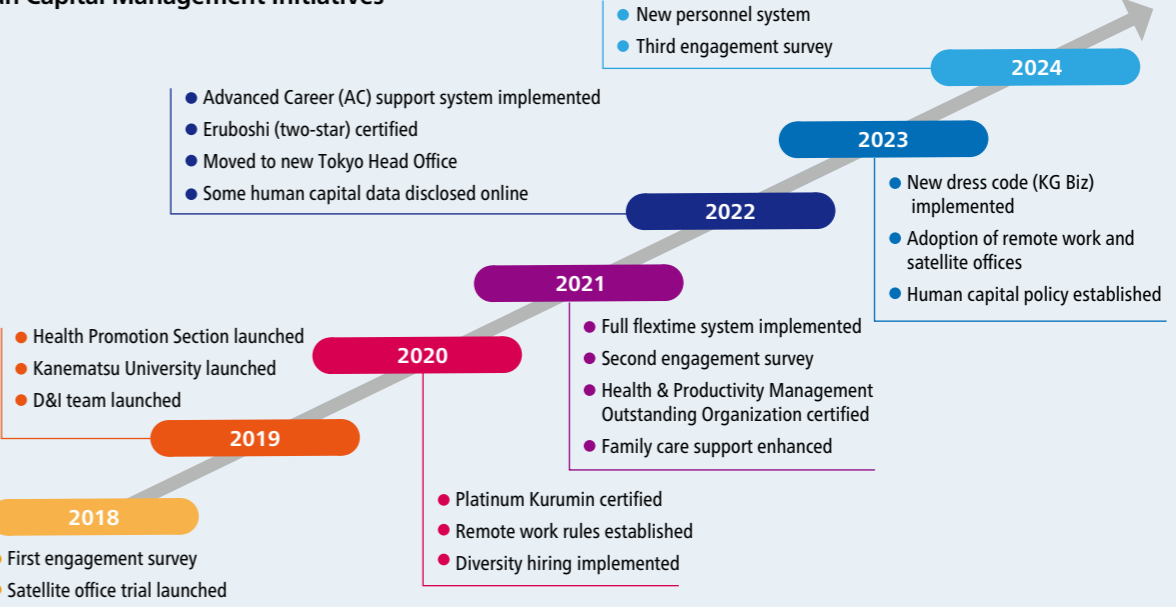 Capital Management Initiatives
New personnel system
Third engagement survey
2024
Advanced Career (AC) support system implemented
Eruboshi (two-star) certified
Moved to new Tokyo Head Office
Some human capital data disclosed online
2022
2023
New dress code (KG Biz)
implemented
Adoption of remote work and
satellite offices
Human capital policy established
2021
Full flextime system implemented
Second engagement survey
Health & Productivity Management
Outstanding Organization certified
Family care support enhanced
Health Promotion Section launched
Kanematsu University launched
D&I team launched
2019
2020
Platinum Kurumin certified
Remote work rules established
Diversity hiring implemented
2018
First engagement survey
Satellite office trial launched